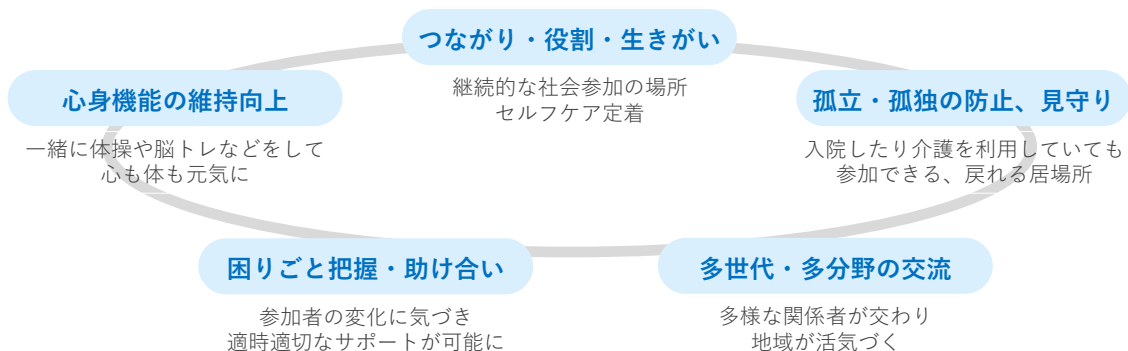 つながり・役割・生きがい
継続的な社会参加の場所
セルフケア定着
心身機能の維持向上
一緒に体操や脳トレなどをして
心も体も元気に
孤立・孤独の防止、見守り
入院したり介護を利用していても
参加できる、戻れる居場所
困りごと把握・助け合い
参加者の変化に気づき
適時適切なサポートが可能に
多世代・多分野の交流
多様な関係者が交わり
地域が活気づく